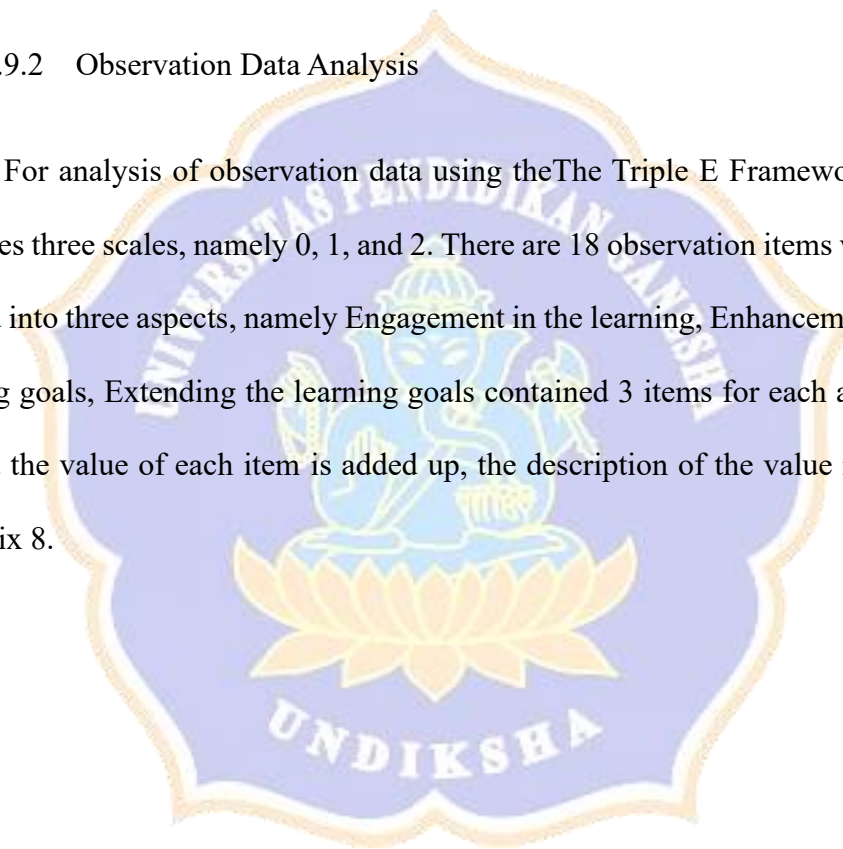 .9.2 Observation Data Analysis
For analysis of observation data using theThe Triple E Framewo
es three scales, namely 0, 1, and 2. There are 18 observation items
into three aspects, namely Engagement in the learning, Enhancem
g goals, Extending the learning goals contained 3 items for each a
the value of each item is added up, the description of the value
ix 8.
UNIVERSITAS PENDIDIKAN GANESHA
UNDIKSHA